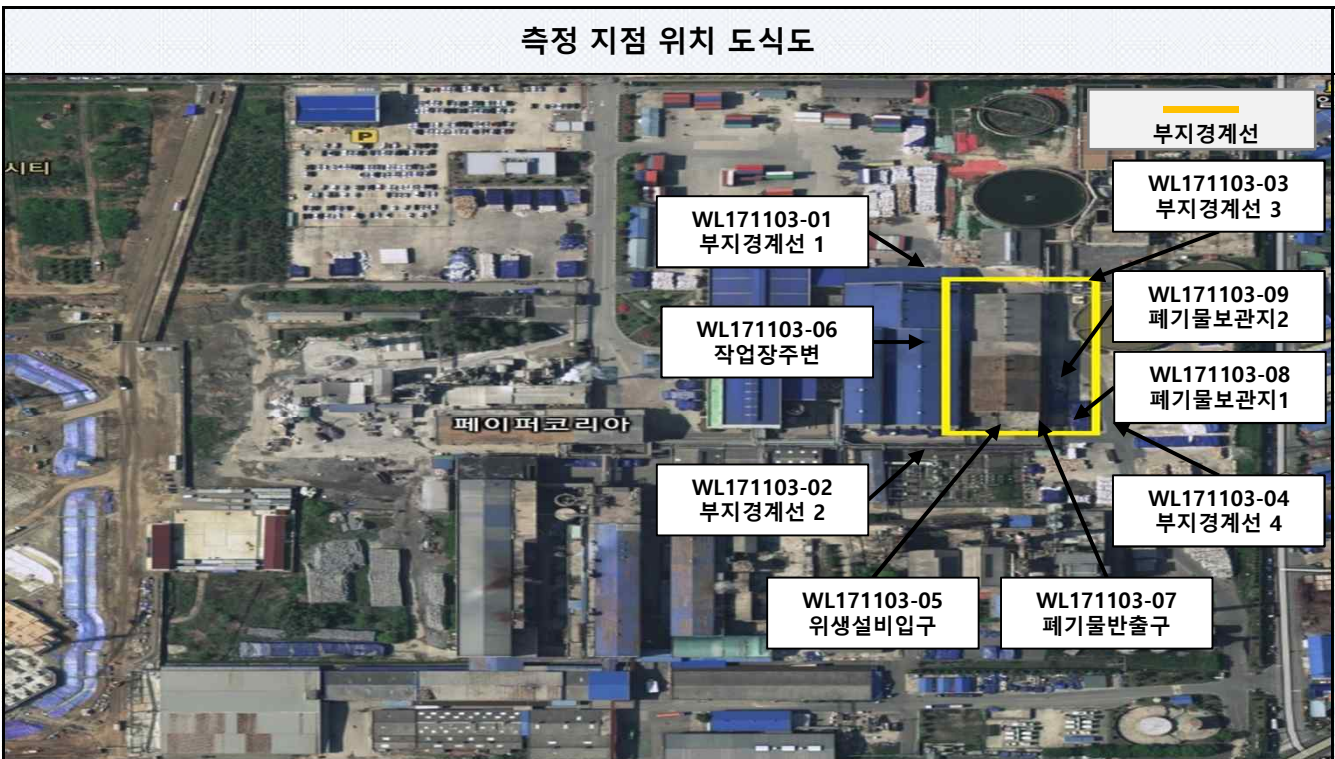 측정 지점 위치 도식도
P
시티
부지경계선
WL171103-03
부지경계선 3
WL171103-01
부지경계선 1
WL171103-09
폐기물보관지2
WL171103-06
작업장주변
WL171103-08
폐기물보관지1
페이퍼코리아
WL171103-02
부지경계선 2
WL171103-04
부지경계선 4
WL171103-05
위생설비입구
WL171103-07
폐기물반출구